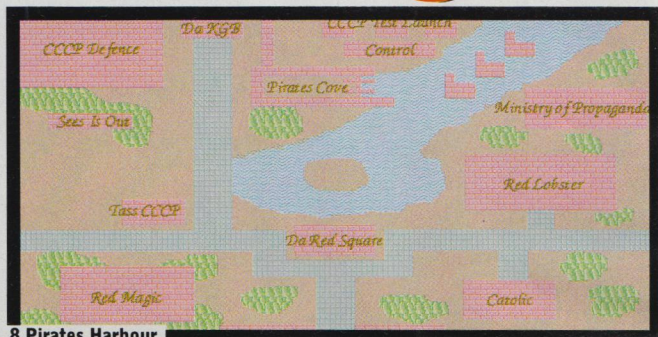 Da KGB
CCCP Test Launch
Control
CCCP Defence
Pirates Cove
Ministry of Propaganda
Sees Is Out
Red Lobster
Tass CCCP
Da Red Square
Red Magic
Catolic
8 Pirates Harbour